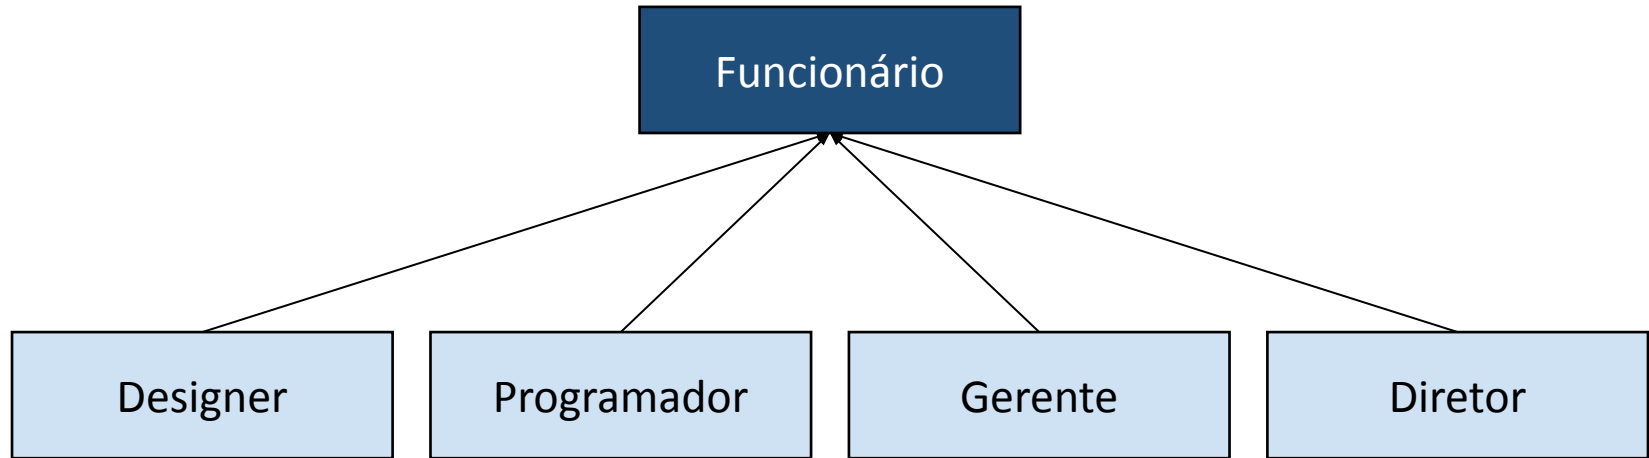 Funcionário
Designer
Programador
Gerente
Diretor